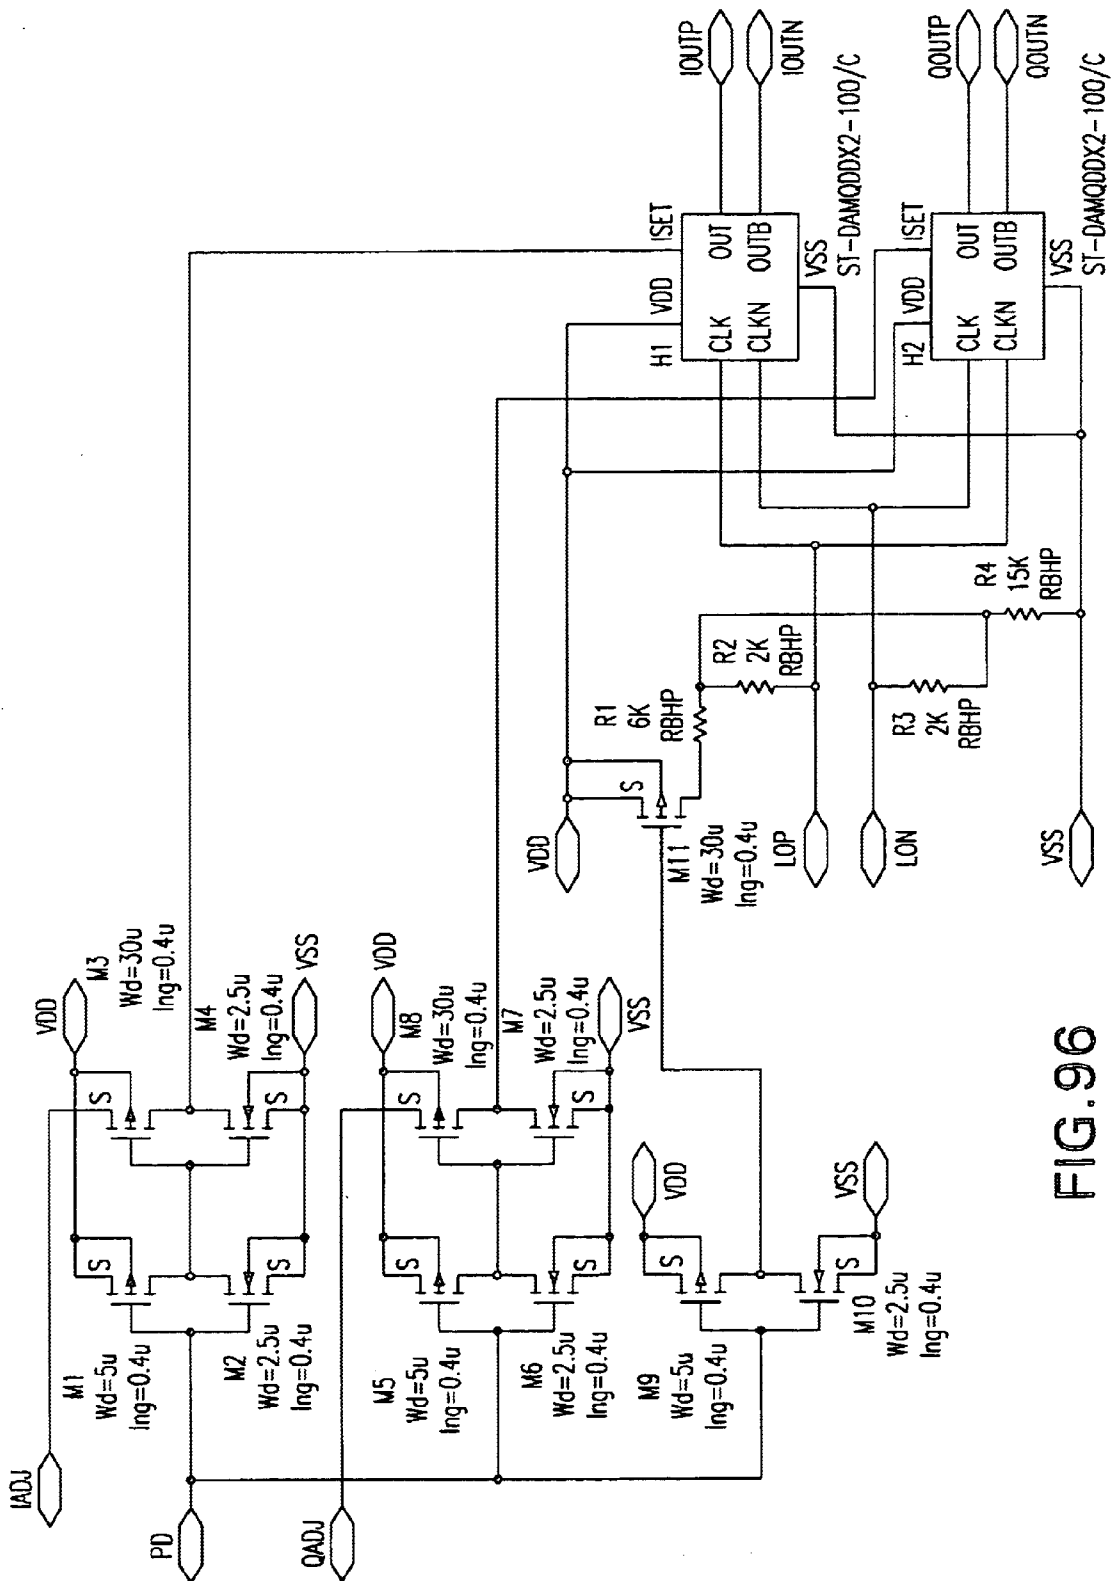 IADJ
PD
QADJ
VDD
M3
Wd=30u
lng=0.4u
M1
Wd=5u
lng=0.4u
S
S
M4
Wd=2.5u
lng=0.4u
M2
Wd=2.5u
lng=0.4u
S
S
VSS
VDD
M8
Wd=30u
lng=0.4u
M5
Wd=5u
lng=0.4u
S
S
M7
Wd=2.5u
lng=0.4u
M6
Wd=2.5u
lng=0.4u
S
S
VSS
VDD
M9
Wd=5u
lng=0.4u
S
M10
Wd=2.5u
lng=0.4u
S
VSS
VDD
S
M11
Wd=30u
lng=0.4u
R1
6K
RBHP
R2
2K
RBHP
LOP
LON
R3
2K
RBHP
R4
15K
RBHP
VSS
H1
VDD
ISET
CLK
OUT
CLKN
OUTB
VSS
ST-DAMQDDX2-100/C
IOUTP
IOUTN
H2
VDD
ISET
CLK
OUT
CLKN
OUTB
VSS
ST-DAMQDDX2-100/C
QOUTP
QOUTN
FIG.96